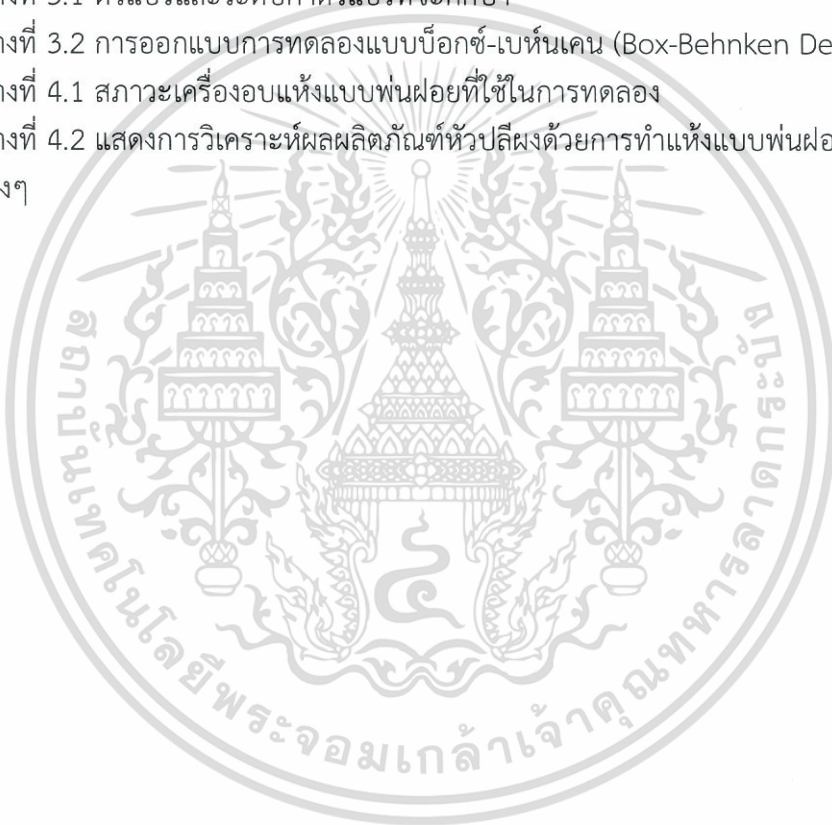 างที่ 3.2 การออกแบบการทดลองแบบบ็อกซ์-เบห์นเคน (Box-Behnken De
างที่ 4.1 สภาวะเครื่องอบแห้งแบบพ่นฝอยที่ใช้ในการทดลอง
างที่ 4.2 แสดงการวิเคราะห์ผลผลิตภัณฑ์หัวปลีผงด้วยการทำแห้งแบบพ่นฝอ
งๆ
สถาบันเทคโนโลยีพระจอมเกล้าเจ้าคุณทหารลาดกระบัง